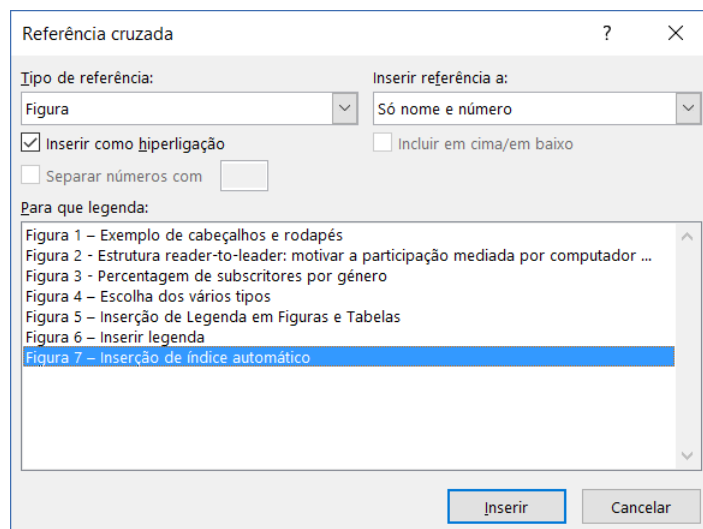 Referência cruzada ?
Tipo de referência: Inserir referência a:
Figura Só nome e número
Inserir como hiperligação Incluir em cima/em baixo
Separar números com
Para que legenda:
Figura 1 – Exemplo de cabeçalhos e rodapés
Figura 2 - Estrutura reader-to-leader: motivar a participação mediada por computador ...
Figura 3 - Percentagem de subscritores por género
Figura 4 – Escolha dos vários tipos
Figura 5 – Inserção de Legenda em Figuras e Tabelas
Figura 6 – Inserir legenda
Figura 7 – Inserção de índice automático
Inserir Cancelar